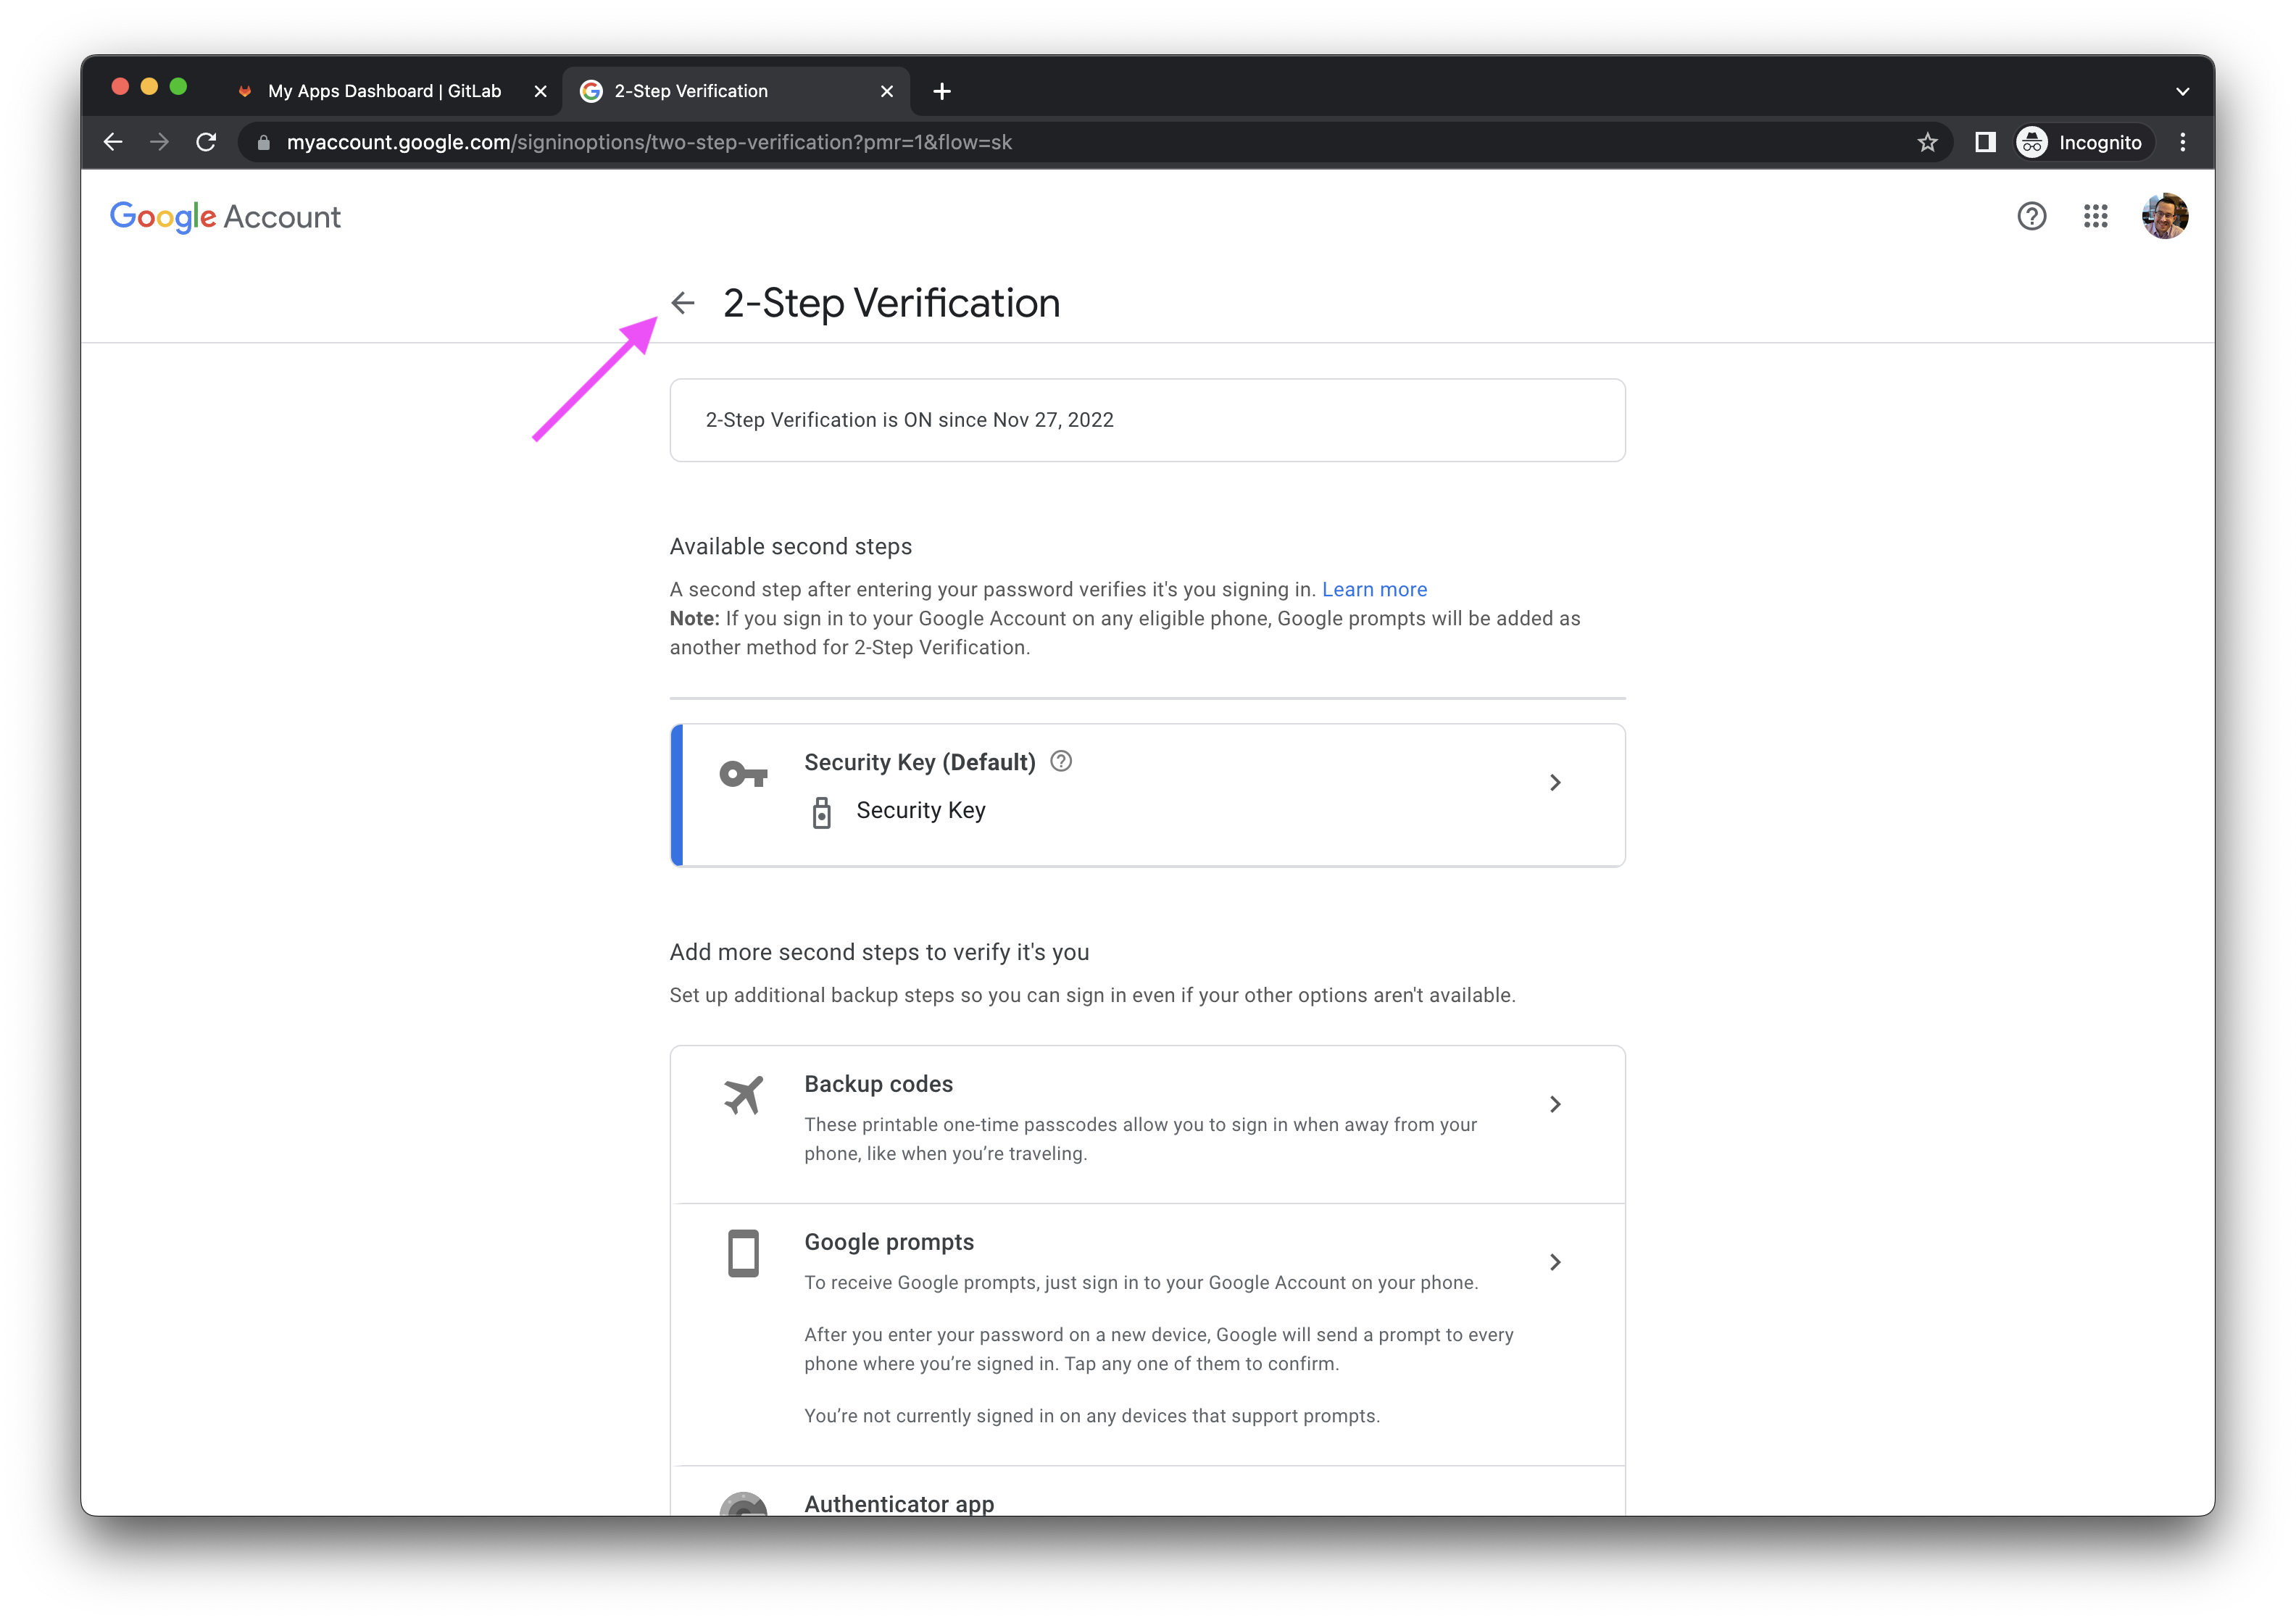 My Apps Dashboard | GitLab
2-Step Verification
myaccount.google.com/signinoptions/two-step-verification?pmr=1&flow=sk
Incognito
Google Account
2-Step Verification
2-Step Verification is ON since Nov 27, 2022
Available second steps
A second step after entering your password verifies it's you signing in. Learn more
Note: If you sign in to your Google Account on any eligible phone, Google prompts will be added as
another method for 2-Step Verification.
Security Key (Default)
Security Key
Add more second steps to verify it's you
Set up additional backup steps so you can sign in even if your other options aren't available.
Backup codes
These printable one-time passcodes allow you to sign in when away from your
phone, like when you’re traveling.
Google prompts
To receive Google prompts, just sign in to your Google Account on your phone.
After you enter your password on a new device, Google will send a prompt to every
phone where you’re signed in. Tap any one of them to confirm.
You’re not currently signed in on any devices that support prompts.
Authenticator app